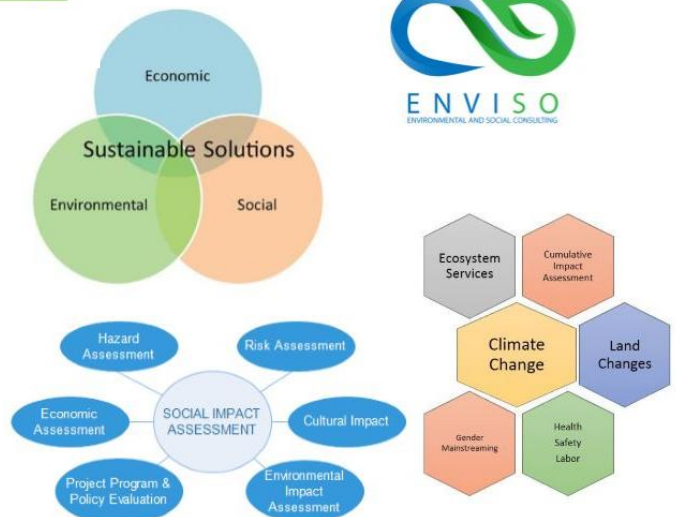 Economic
Sustainable Solutions
Environmental
Social
ENVISO
ENVIRONMENTAL AND SOCIAL CONSULTING
Ecosystem
Services
Cumulative
Impact
Assessment
Climate
Change
Land
Changes
Gender
Mainstreaming
Health
Safety
Labor
Hazard
Assessment
Risk Assessment
Economic
Assessment
SOCIAL IMPACT
ASSESSMENT
Cultural Impact
Project Program &
Policy Evaluation
Environmental
Impact
Assessment